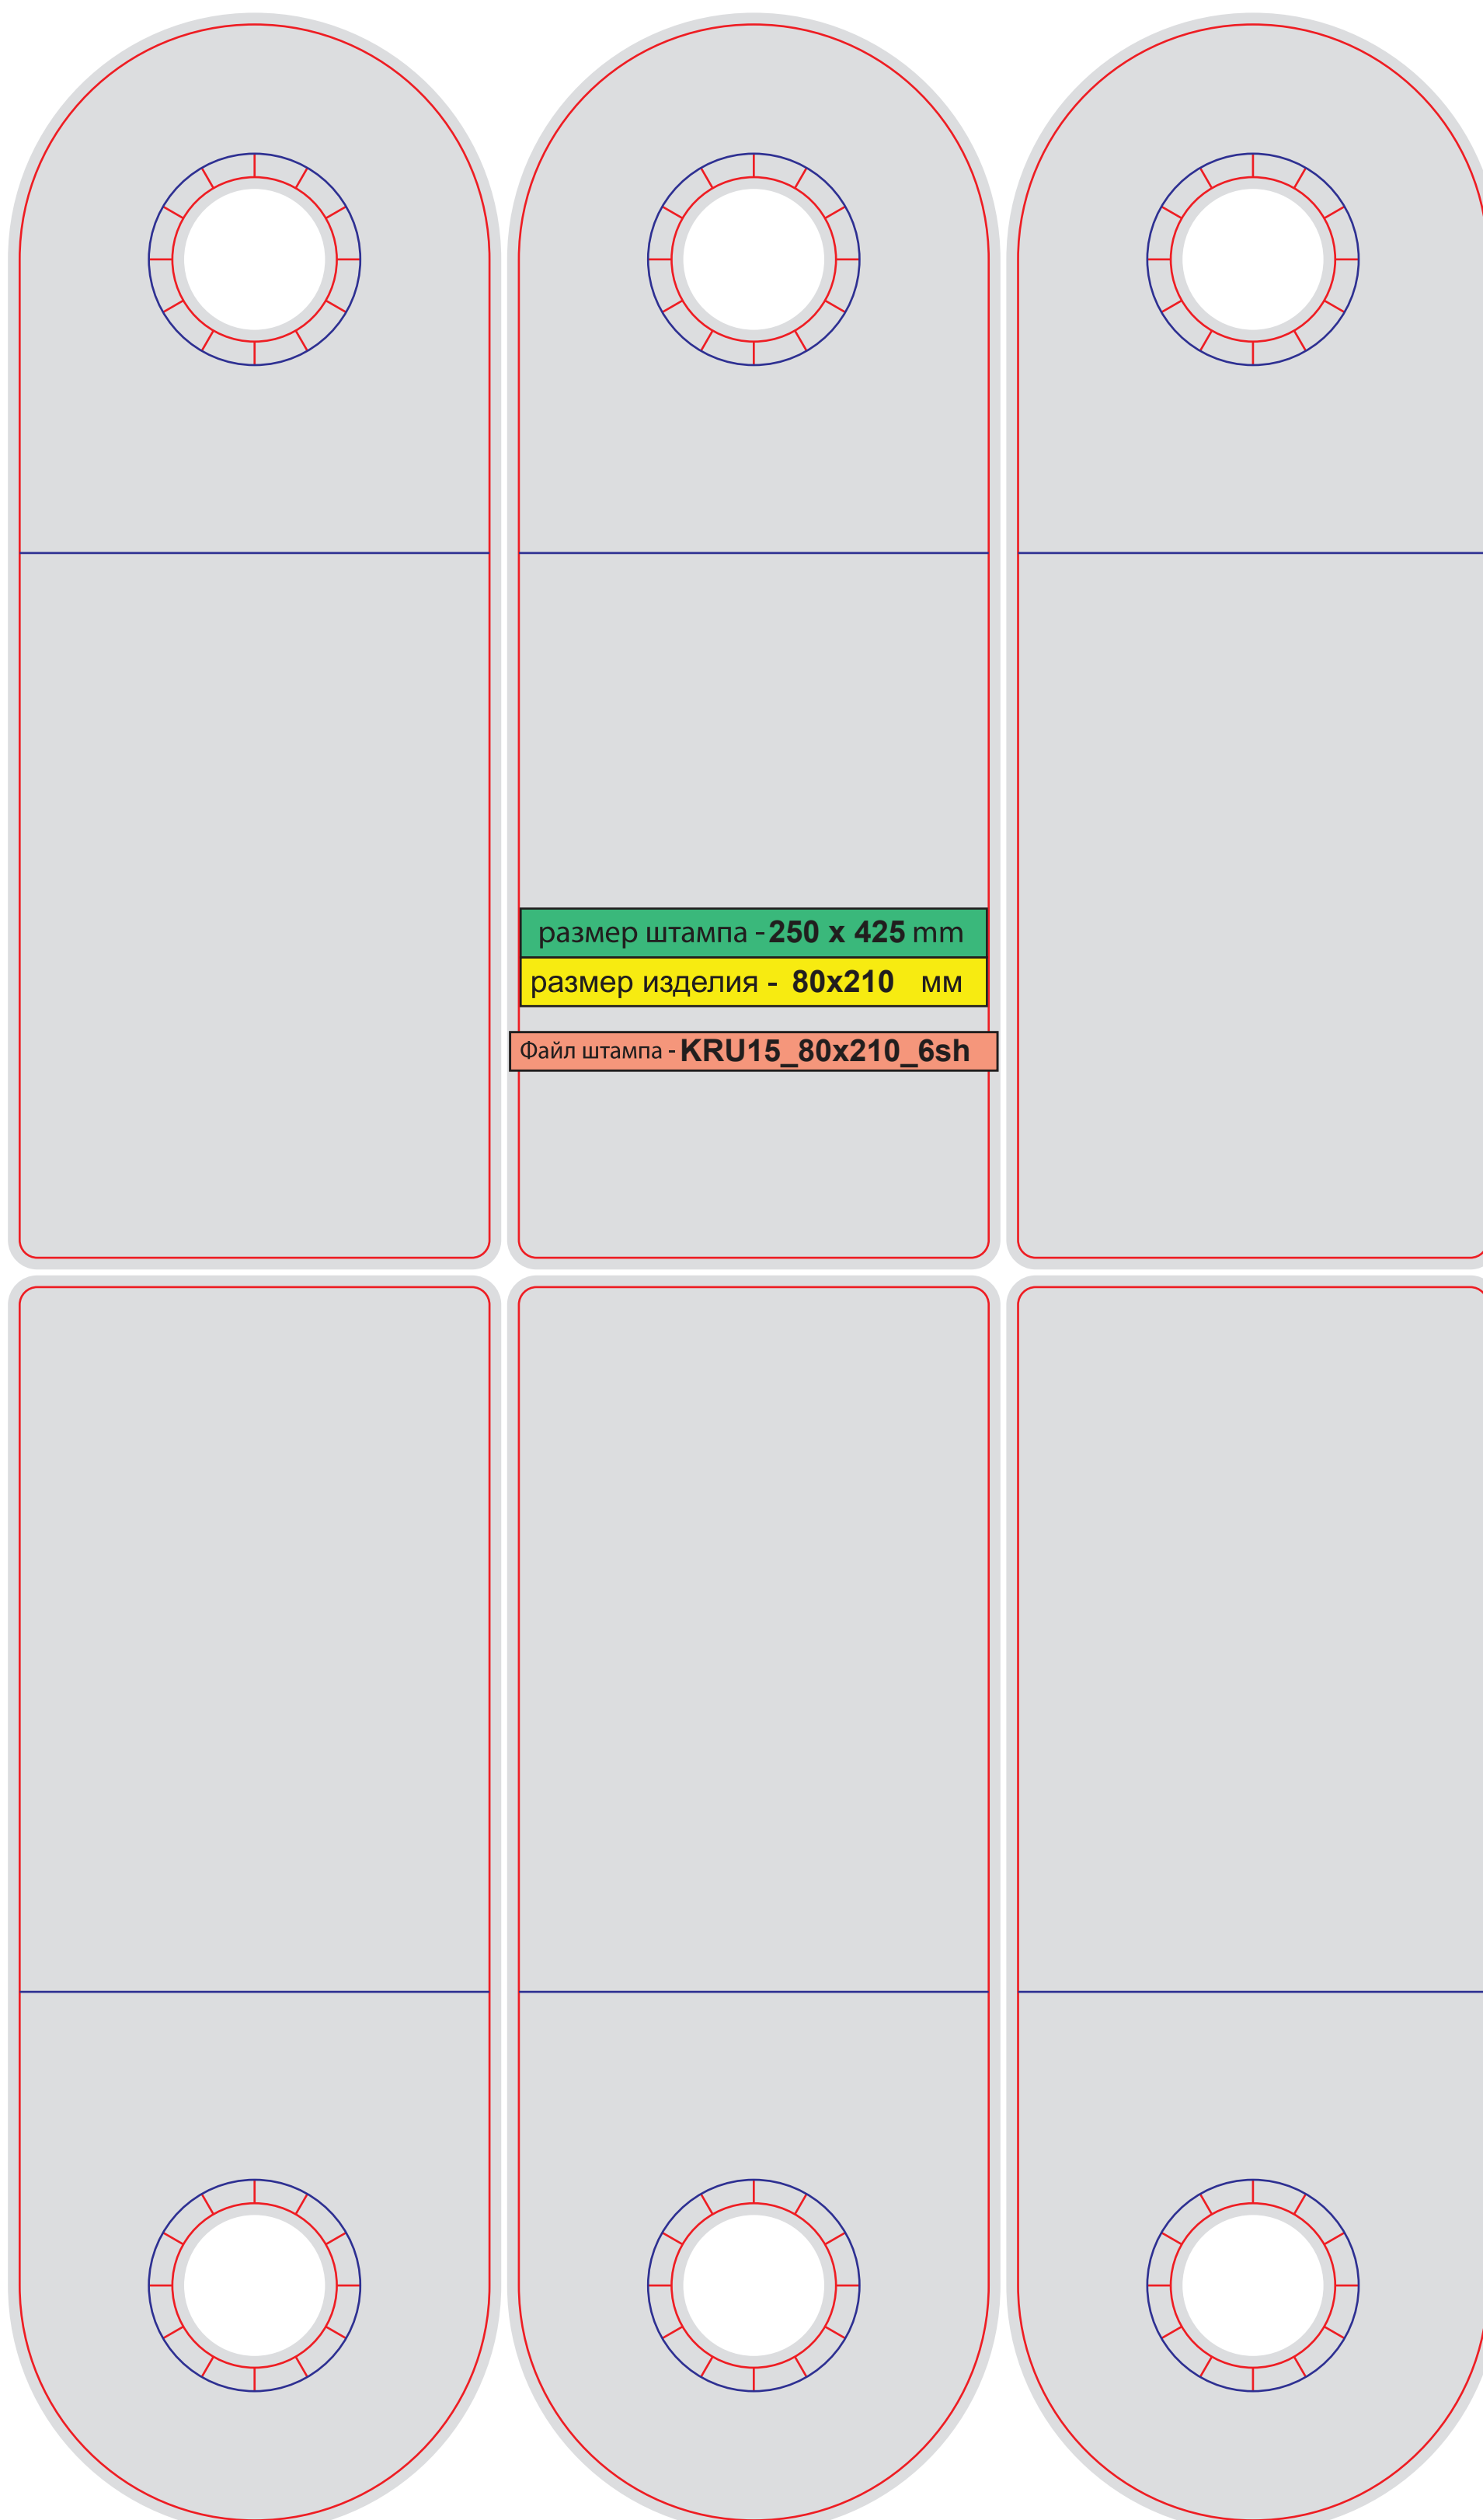 размер штампа - 250 x 425 mm
размер изделия - 80x210 мм
Файл штампа - KRU15_80x210_6sh